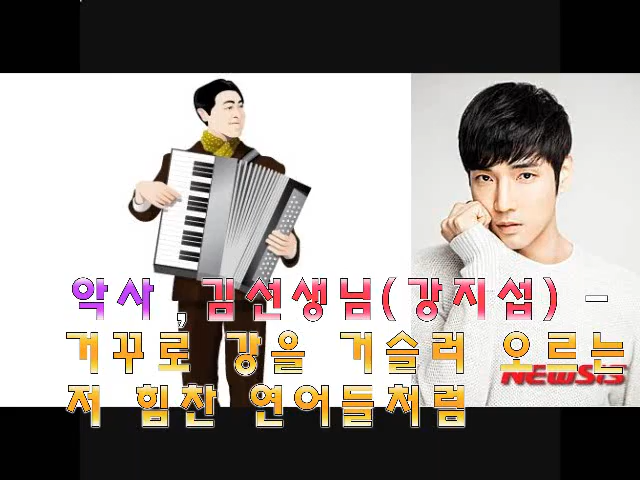 악사 , 김선생님(강지섭) -
거꾸로 강을 거슬러 오르는
NEWSIS
저 힘찬 연어들처럼